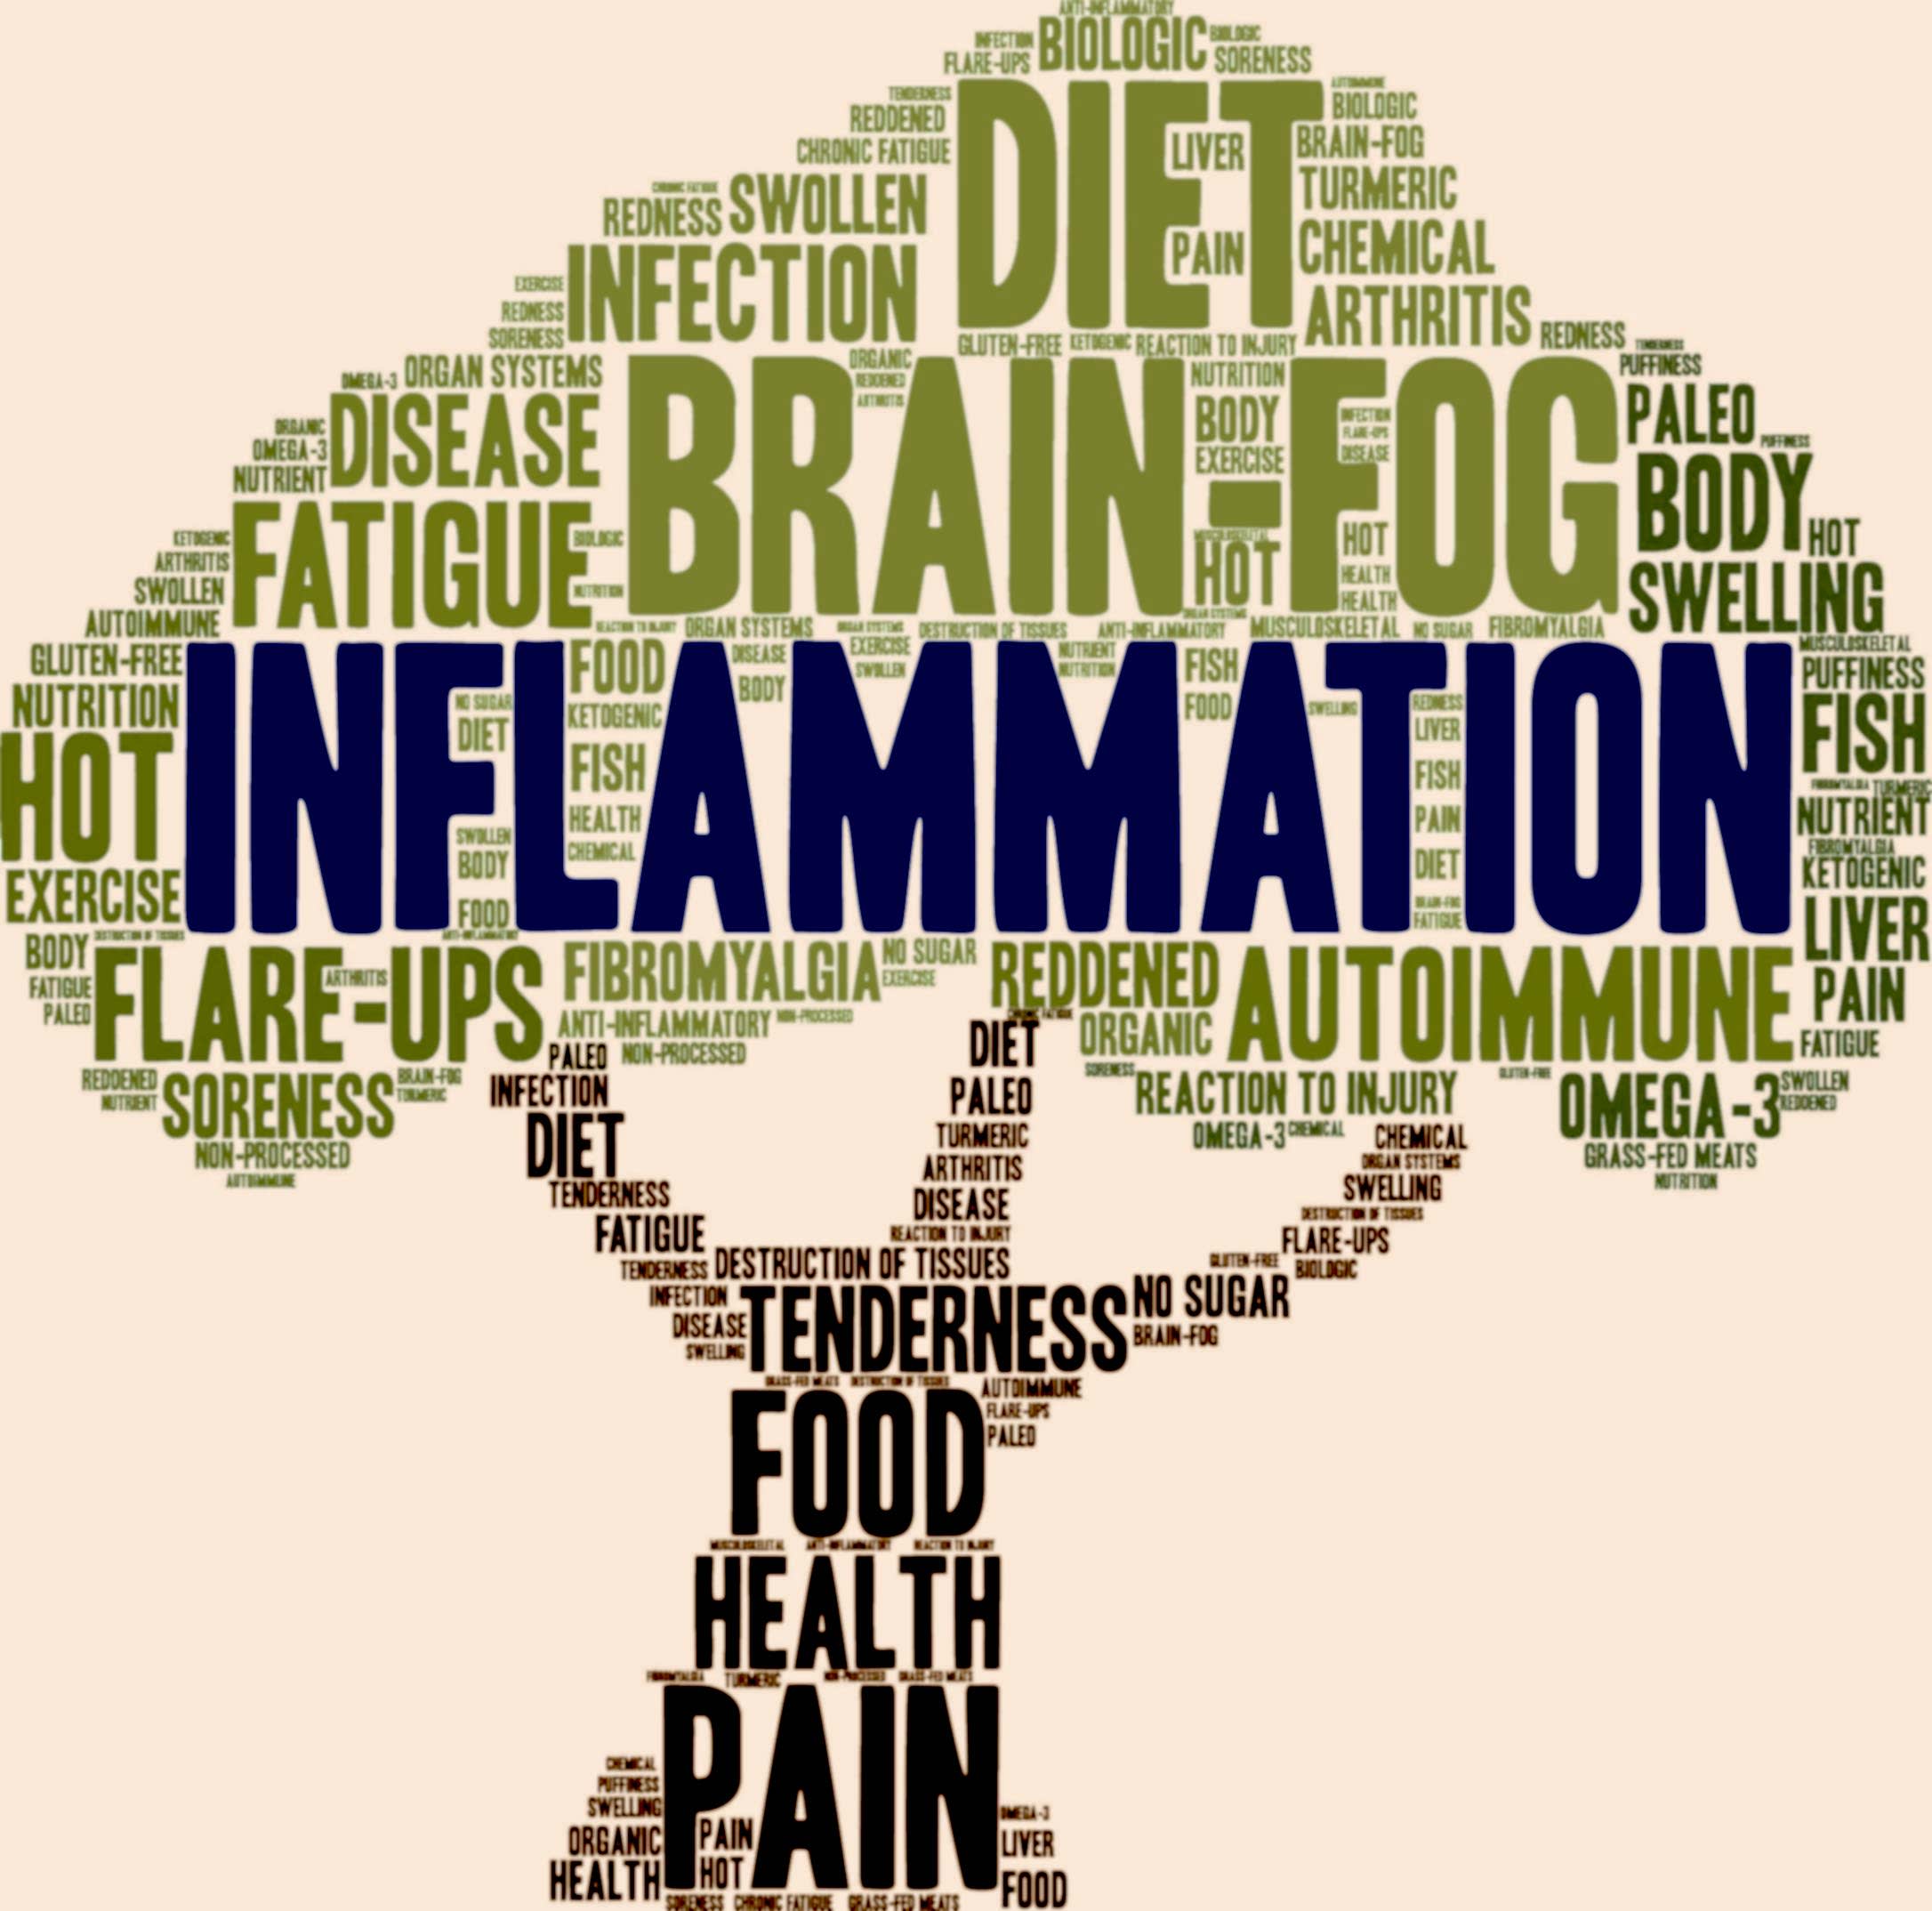 ANTI-INFLAMMATORY
INFECTION BIOLOGIC BIOLOGIC
FLARE-UPS SORENESS
TENDERNESS DIET AUTOIMMUNE
REDDENED BIOLOGIC
CHRONIC FATIGUE LIVER BRAIN-FOG
CHRONIC FATIGUE SWOLLEN TURMERIC
REDNESS
INFECTION PAIN CHEMICAL
EXERCISE
REDNESS ARTHRITIS
SORENESS GLUTEN-FREE KETOGENIC REACTION TO INJURY REDNESS TENDERNESS
OMEGA-3 ORGAN SYSTEMS BRAIN-FOG ORGANIC NUTRITION PUFFINESS
REDDENED
ARTHRITIS
DISEASE BODY INFECTION PALEO
ORGANIC FLARE-UPS PUFFINESS
OMEGA-3 EXERCISE DISEASE
NUTRIENT BODY
FATIGUE BIOLOGIC MUSCULOSKELETAL HOT HOT
KETOGENIC HOT
ARTHRITIS HEALTH
SWOLLEN NUTRITION HEALTH SWELLING
AUTOIMMUNE REACTION TO INJURY ORGAN SYSTEMS ORGAN SYSTEMS DESTRUCTION OF TISSUES ANTI-INFLAMMATORY ORGAN SYSTEMS MUSCULOSKELETAL NO SUGAR FIBROMYALGIA
GLUTEN-FREE INFLAMMATION MUSCULOSKELETAL
FOOD DISEASE EXERCISE NUTRIENT FISH PUFFINESS
SWOLLEN NUTRITION
NUTRITION NO SUGAR BODY FOOD SWELLING REDNESS FISH
DIET KETOGENIC LIVER
HOT FISH FISH FIBROMYALGIA TURMERIC
HEALTH PAIN NUTRIENT
SWOLLEN CHEMICAL FIBROMYALGIA
BODY DIET KETOGENIC
EXERCISE FOOD BRAIN-FOG LIVER
FATIGUE
DESTRUCTION OF TISSUES ANTI-INFLAMMATORY
BODY FLARE-UPS ARTHRITIS FIBROMYALGIA NO SUGAR REDDENED AUTOIMMUNE PAIN
FATIGUE EXERCISE
PALEO ANTI-INFLAMMATORY NON-PROCESSED CHRONIC FATIGUE ORGANIC FATIGUE
PALEO NON-PROCESSED DIET
REDDENED SORENESS BRAIN-FOG INFECTION SORENESS REACTION TO INJURY GLUTEN-FREE OMEGA-3 SWOLLEN
NUTRIENT TURMERIC PALEO REDDENED
DIET TURMERIC OMEGA-3 CHEMICAL CHEMICAL
NON-PROCESSED ARTHRITIS ORGAN SYSTEMS GRASS-FED MEATS
AUTOIMMUNE TENDERNESS DISEASE SWELLING NUTRITION
DESTRUCTION OF TISSUES
FATIGUE REACTION TO INJURY FLARE-UPS
TENDERNESS DESTRUCTION OF TISSUES GLUTEN-FREE BIOLOGIC
INFECTION TENDERNESS NO SUGAR
DISEASE BRAIN-FOG
SWELLING
GRASS-FED MEATS DESTRUCTION OF TISSUES AUTOIMMUNE
FOOD FLARE-UPS
PALEO
MUSCULOSKELETAL ANTI-INFLAMMATORY REACTION TO INJURY
HEALTH
FIBROMYALGIA TURMERIC NON-PROCESSED GRASS-FED MEATS
PAIN
CHEMICAL
PUFFINESS
SWELLING OMEGA-3
ORGANIC PAIN LIVER
HEALTH HOT FOOD
SORENESS CHRONIC FATIGUE GRASS-FED MEATS